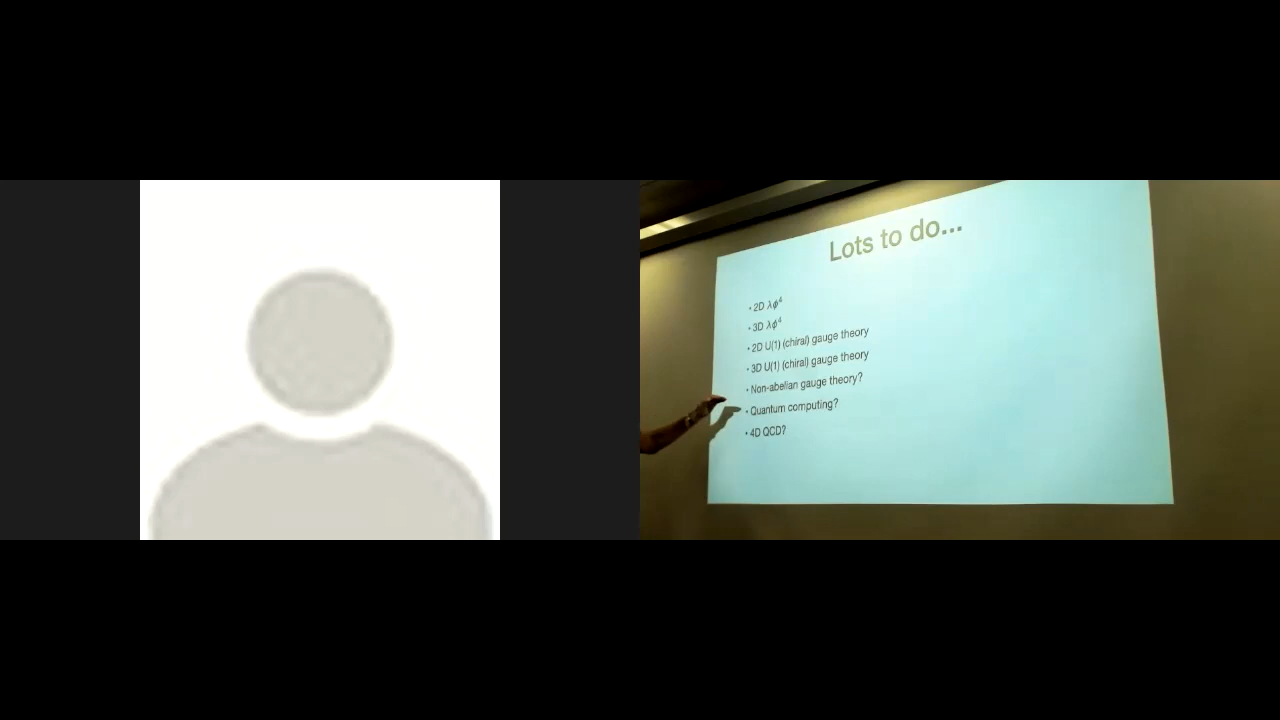 Lots to do...
• 2D λϕ⁴
• 3D λϕ⁴
• 2D U(1) (chiral) gauge theory
• 3D U(1) (chiral) gauge theory
• Non-abelian gauge theory?
• Quantum computing?
• 4D QCD?